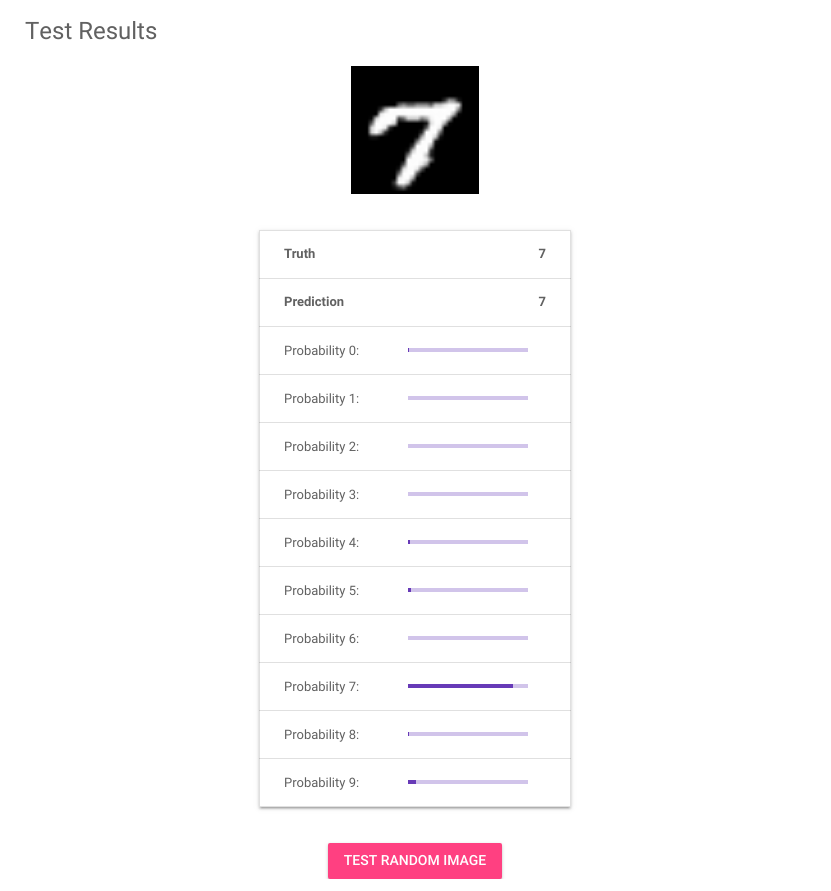 Test Results
7
Truth 7
Prediction 7
Probability 0:
Probability 1:
Probability 2:
Probability 3:
Probability 4:
Probability 5:
Probability 6:
Probability 7:
Probability 8:
Probability 9:
TEST RANDOM IMAGE